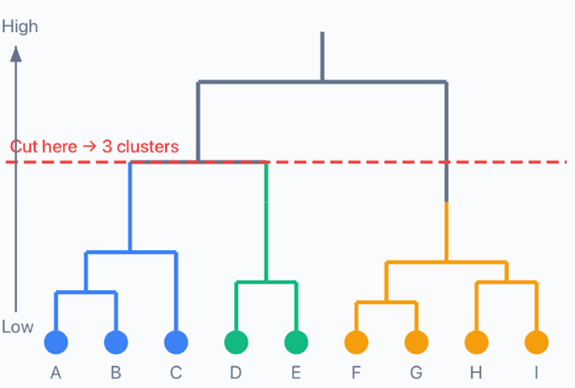 High
Cut here → 3 clusters
Low
A B C D E F G H I